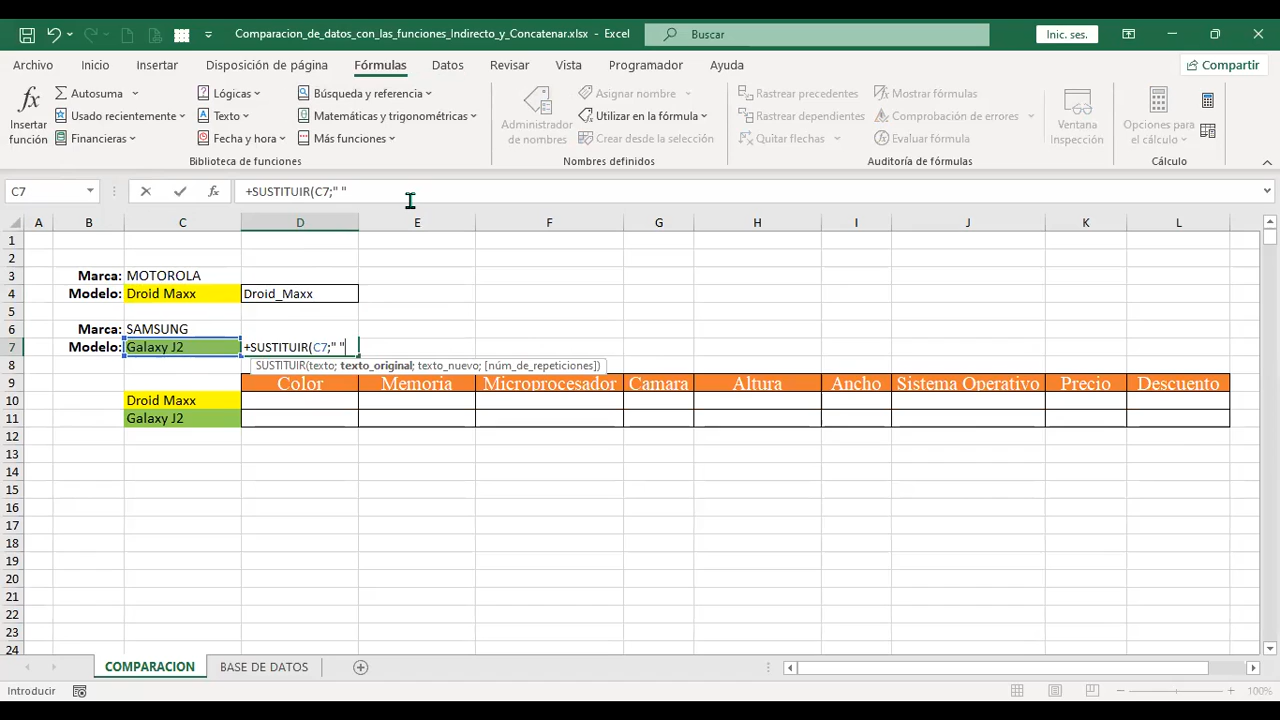 Comparacion_de_datos_con_las_funciones_Indirecto_y_Concatenar.xlsx - Excel
Buscar
Inic. ses.
Archivo Inicio Insertar Disposición de página Fórmulas Datos Revisar Vista Programador Ayuda Compartir
fx Insertar función
Autosuma
Usado recientemente
Financieras
Lógicas
Texto
Fecha y hora
Búsqueda y referencia
Matemáticas y trigonométricas
Más funciones
Biblioteca de funciones
Administrador de nombres
Asignar nombre
Utilizar en la fórmula
Crear desde la selección
Nombres definidos
Rastrear precedentes
Rastrear dependientes
Quitar flechas
Mostrar fórmulas
Comprobación de errores
Evaluar fórmula
Auditoría de fórmulas
Ventana Inspección
Opciones para el cálculo
Cálculo
C7 fx +SUSTITUIR(C7;" "
A B C D E F G H I J K L
1
2
3 Marca: MOTOROLA
4 Modelo: Droid Maxx Droid_Maxx
5
6 Marca: SAMSUNG
7 Modelo: Galaxy J2 +SUSTITUIR(C7;" "
8 SUSTITUIR(texto; texto_original; texto_nuevo; [núm_de_repeticiones])
9 Color Memoria Microprocesador Camara Altura Ancho Sistema Operativo Precio Descuento
10 Droid Maxx
11 Galaxy J2
12
13
14
15
16
17
18
19
20
21
22
23
24
COMPARACION BASE DE DATOS
Introducir 100%